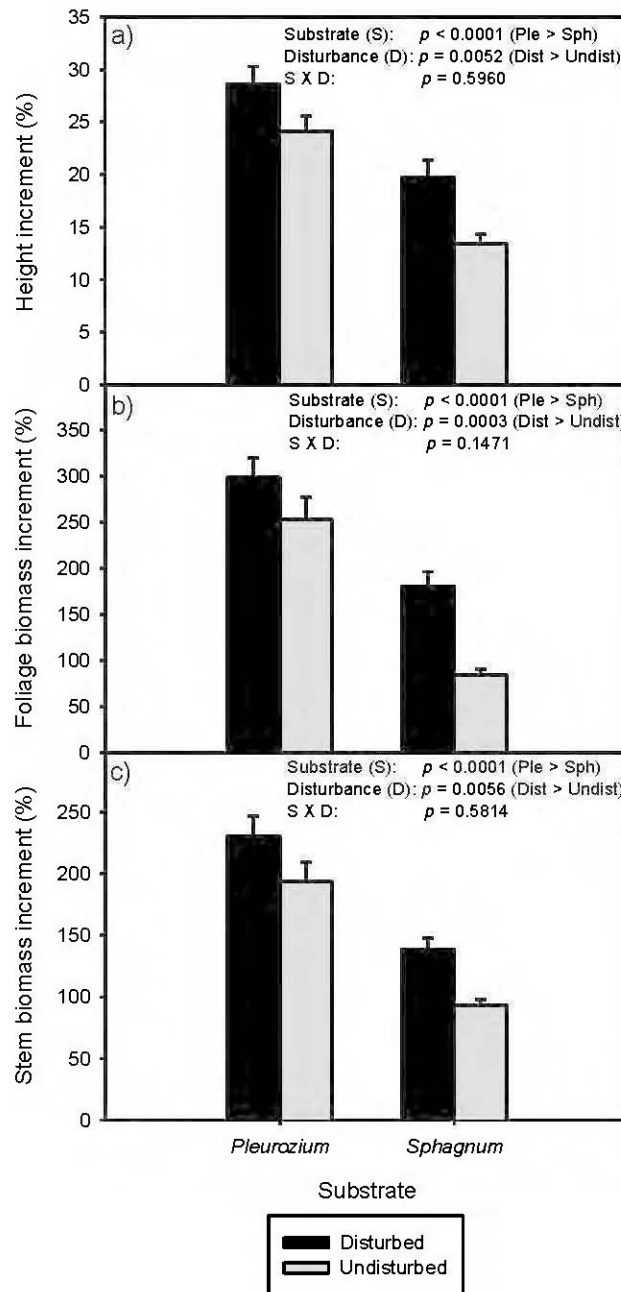 a)
Substrate (S): p < 0.0001 (Ple > Sph)
Disturbance (D): p = 0.0052 (Dist > Undist)
S X D: p = 0.5960
Height increment (%)
35
30
25
20
15
10
5
0
b)
Substrate (S): p < 0.0001 (Ple > Sph)
Disturbance (D): p = 0.0003 (Dist > Undist)
S X D: p = 0.1471
Foliage biomass increment (%)
350
300
250
200
150
100
50
0
c)
Substrate (S): p < 0.0001 (Ple > Sph)
Disturbance (D): p = 0.0056 (Dist > Undist)
S X D: p = 0.5814
Stem biomass increment (%)
250
200
150
100
50
0
Pleurozium Sphagnum
Substrate
Disturbed
Undisturbed